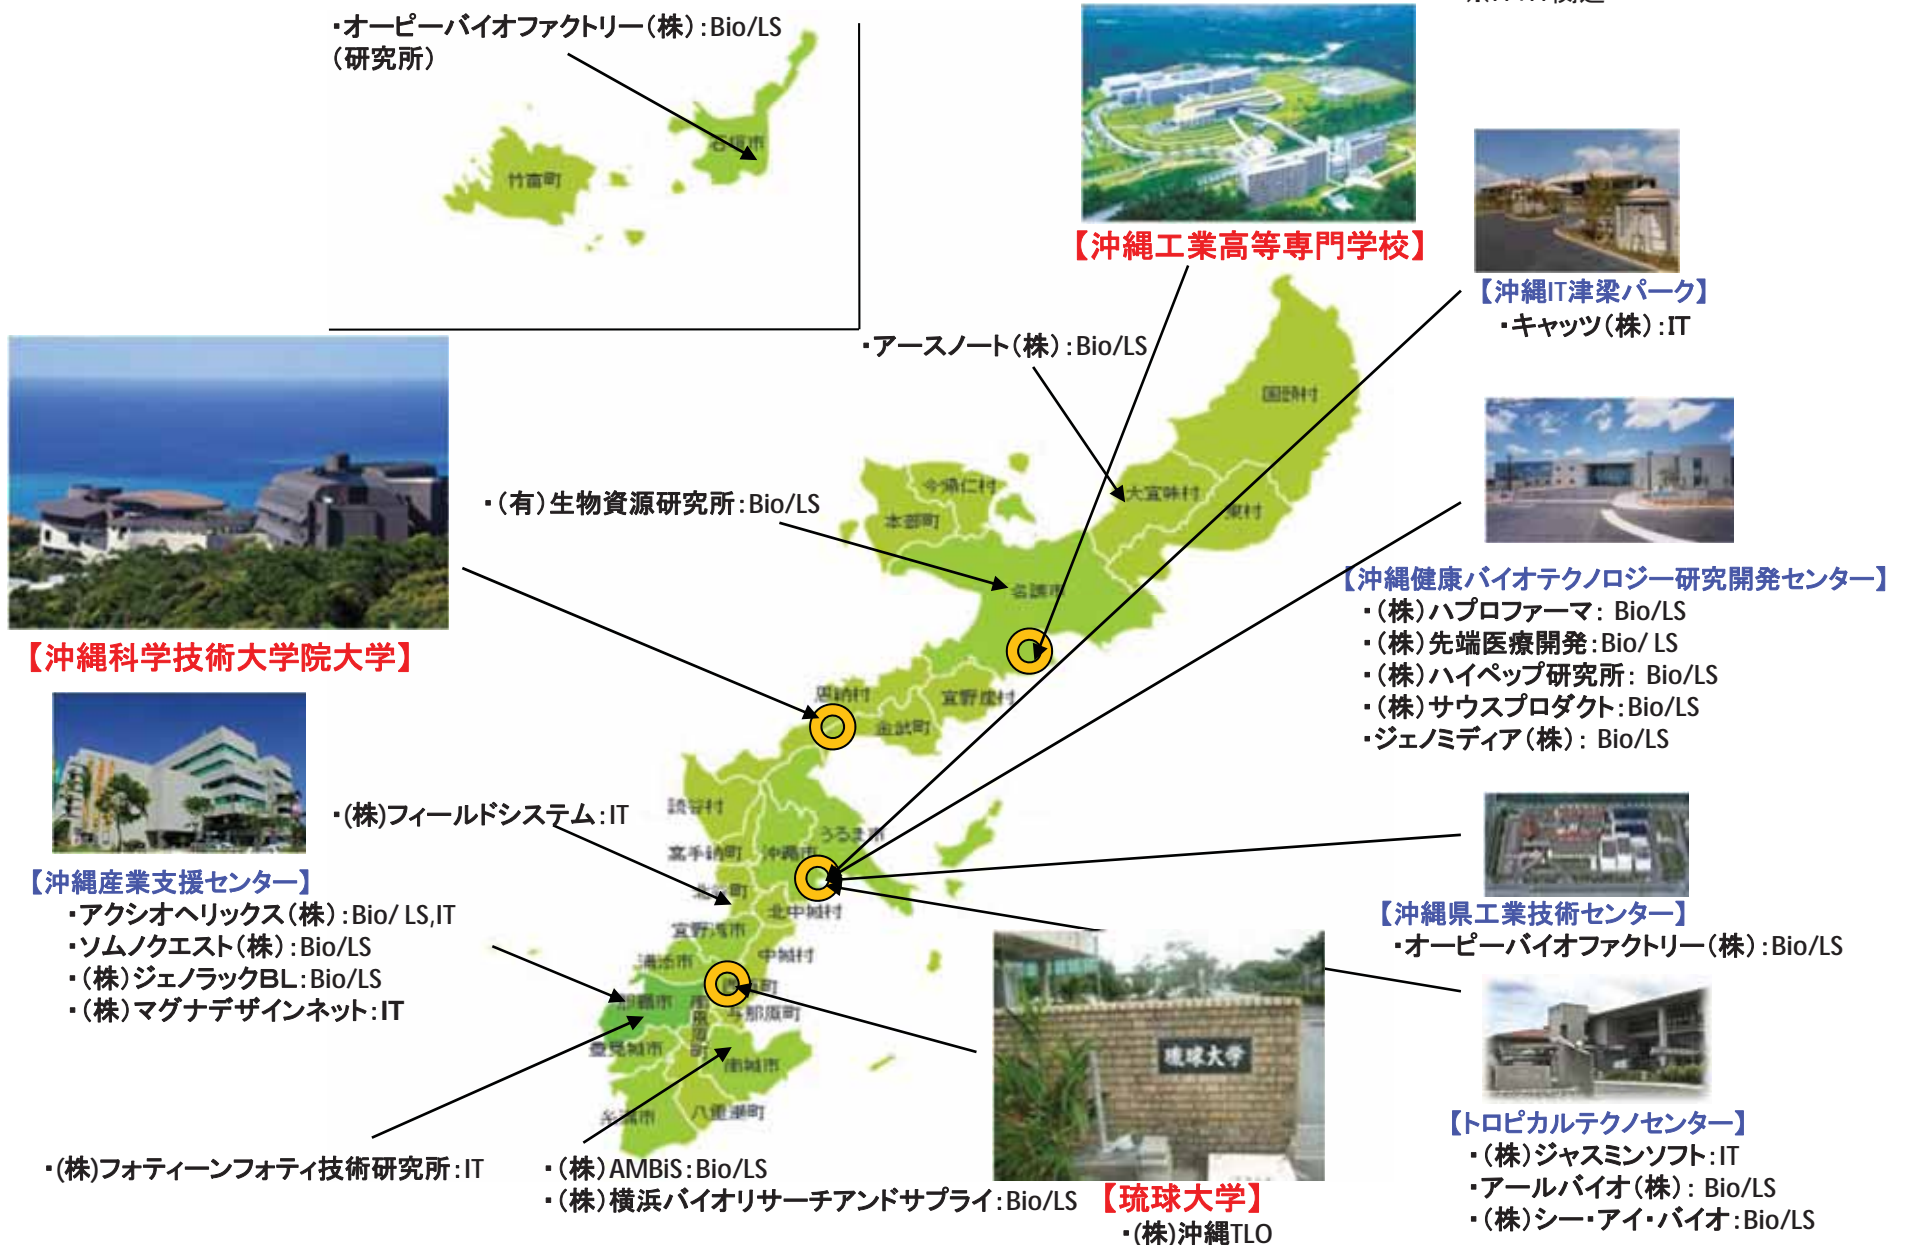 ・オーピーバイオファクトリー(株):Bio/LS
(研究所)
石垣市
竹富町
【沖縄工業高等専門学校】
【沖縄IT津梁パーク】
・キャッツ(株):IT
・アースノート(株):Bio/LS
国頭村
大宜味村
東村
今帰仁村
本部町
・(有)生物資源研究所:Bio/LS
名護市
【沖縄健康バイオテクノロジー研究開発センター】
・(株)ハプロファーマ: Bio/LS
・(株)先端医療開発:Bio/ LS
・(株)ハイペップ研究所: Bio/LS
・(株)サウスプロダクト:Bio/LS
・ジェノミディア(株): Bio/LS
【沖縄科学技術大学院大学】
恩納村
宜野座村
金武町
・(株)フィールドシステム:IT
読谷村
うるま市
嘉手納町
沖縄市
北中城村
宜野湾市
中城村
浦添市
那覇市
与那原町
豊見城市
南城市
糸満市
八重瀬町
【沖縄産業支援センター】
・アクシオヘリックス(株):Bio/ LS,IT
・ソムノクエスト(株):Bio/LS
・(株)ジェノラックBL:Bio/LS
・(株)マグナデザインネット:IT
【沖縄県工業技術センター】
・オーピーバイオファクトリー(株):Bio/LS
琉球大学
【トロピカルテクノセンター】
・(株)ジャスミンソフト:IT
・アールバイオ(株): Bio/LS
・(株)シー・アイ・バイオ:Bio/LS
・(株)フォティーンフォティ技術研究所:IT
・(株)AMBiS:Bio/LS
・(株)横浜バイオリサーチアンドサプライ:Bio/LS
【琉球大学】
・(株)沖縄TLO